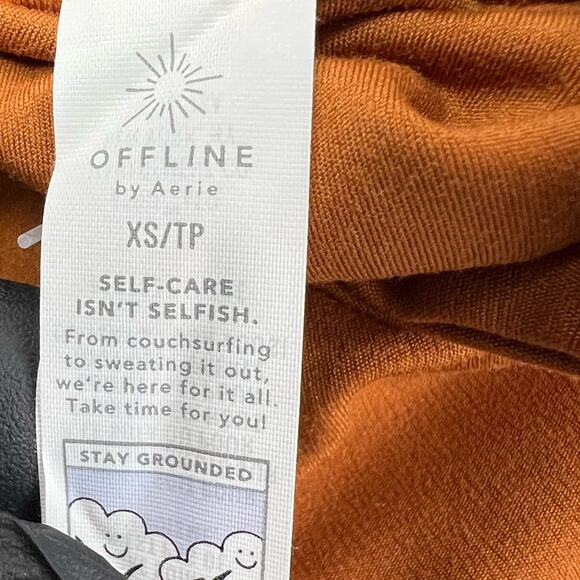 OFFLINE
by Aerie
XS/TP
SELF-CARE
ISN'T SELFISH.
From couchsurfing
to sweating it out,
we're here for it all.
Take time for you!
STAY GROUNDED